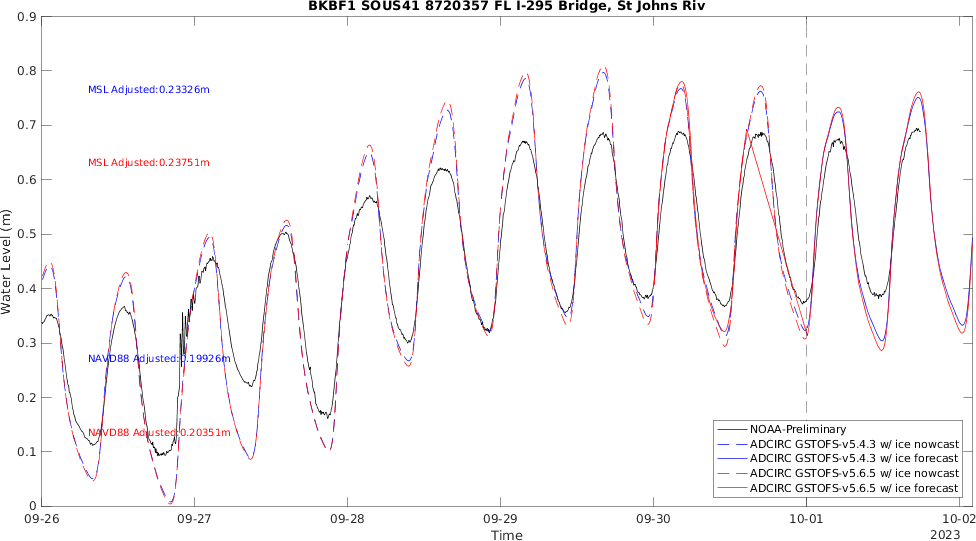 BKBF1 SOUS41 8720357 FL I-295 Bridge, St Johns Riv
0.9
0.8
0.7
0.6
0.5
0.4
0.3
0.2
0.1
0
Water Level (m)
MSL Adjusted:0.23326m
MSL Adjusted:0.23751m
NAVD88 Adjusted:0.19926m
NAVD88 Adjusted:0.20351m
NOAA-Preliminary
ADCIRC GSTOFS-v5.4.3 w/ ice nowcast
ADCIRC GSTOFS-v5.4.3 w/ ice forecast
ADCIRC GSTOFS-v5.6.5 w/ ice nowcast
ADCIRC GSTOFS-v5.6.5 w/ ice forecast
09-26 09-27 09-28 09-29 09-30 10-01 10-02
Time
2023